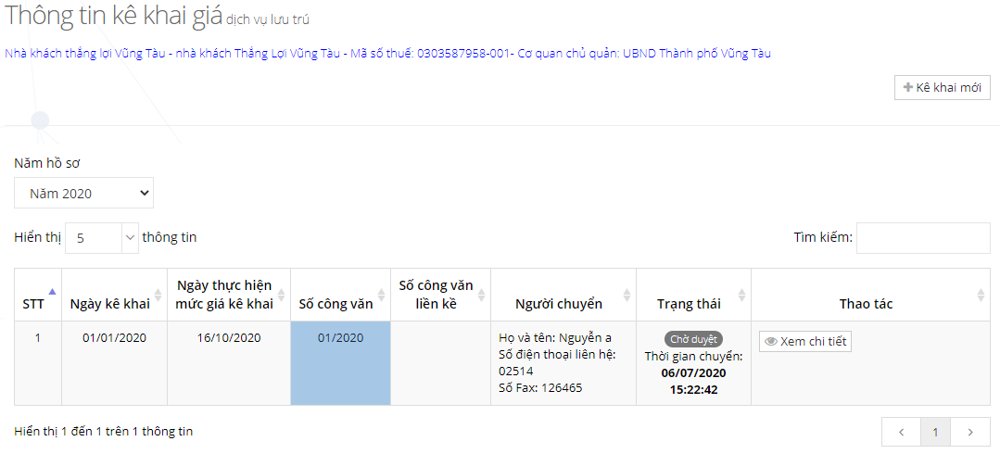 Thông tin kê khai giá dịch vụ lưu trú
Nhà khách thắng lợi Vũng Tàu - nhà khách Thắng Lợi Vũng Tàu - Mã số thuế: 0303587958-001- Cơ quan chủ quản: UBND Thành phố Vũng Tàu
Kê khai mới
Năm hồ sơ
Năm 2020
Hiển thị 5 thông tin
Tìm kiếm:
STT
Ngày kê khai
Ngày thực hiện
mức giá kê khai
Số công văn
Số công văn
liền kề
Người chuyển
Trạng thái
Thao tác
1
01/01/2020
16/10/2020
01/2020
Họ và tên: Nguyễn a
Số điện thoại liên hệ:
02514
Số Fax: 126465
Chờ duyệt
Thời gian chuyển:
06/07/2020
15:22:42
Xem chi tiết
Hiển thị 1 đến 1 trên 1 thông tin
1